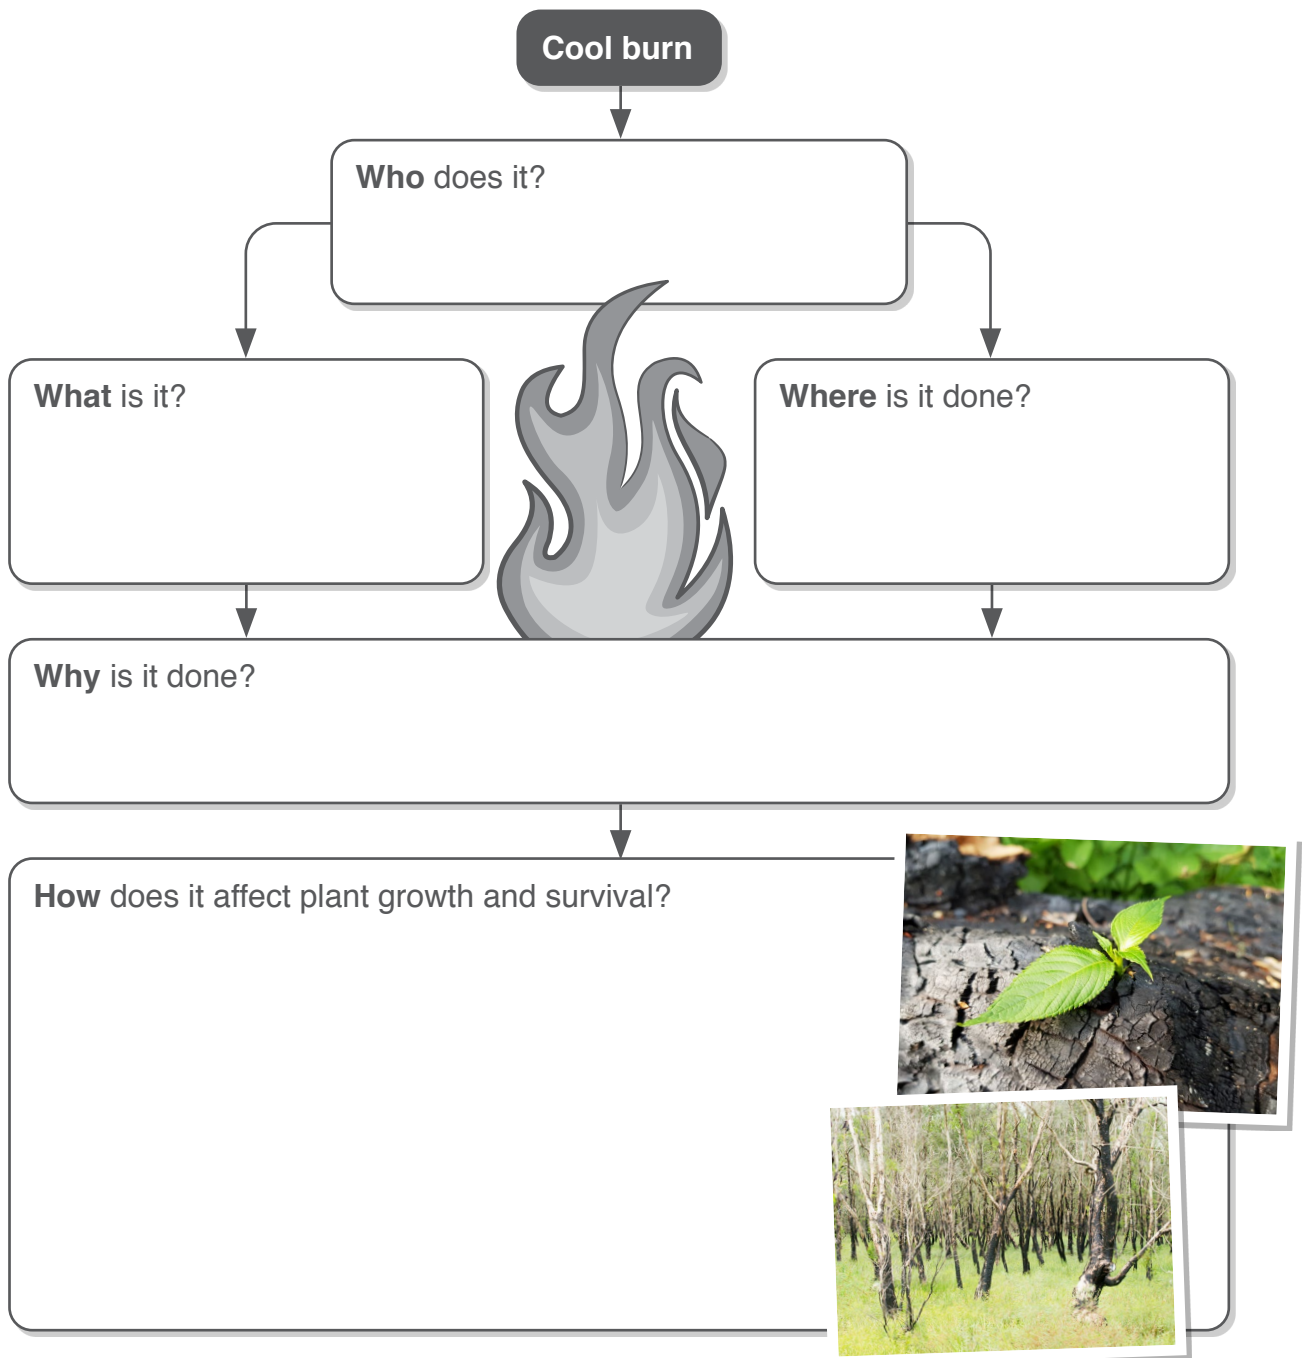 Cool burn
Who does it?
What is it?
Where is it done?
Why is it done?
How does it affect plant growth and survival?